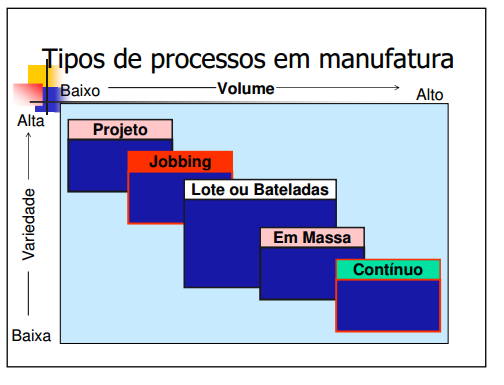 Tipos de processos em manufatura
Baixo
Volume
Alto
Alta
Projeto
Jobbing
Lote ou Bateladas
Variedade
Em Massa
Contínuo
Baixa